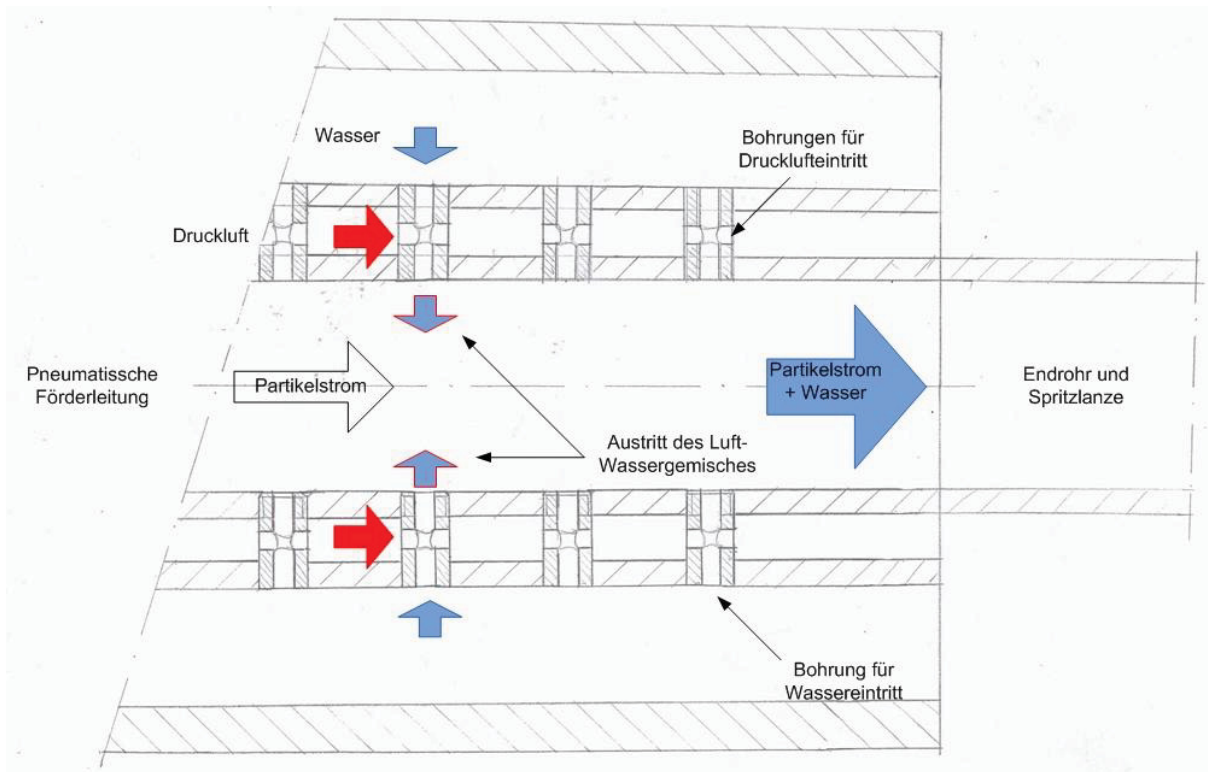 Wasser
Bohrungen für
Drucklufteintritt
Druckluft
Pneumatissche
Förderleitung
Partikelstrom
Partikelstrom
+ Wasser
Endrohr und
Spritzlanze
Austritt des Luft-
Wassergemisches
Bohrung für
Wassereintritt